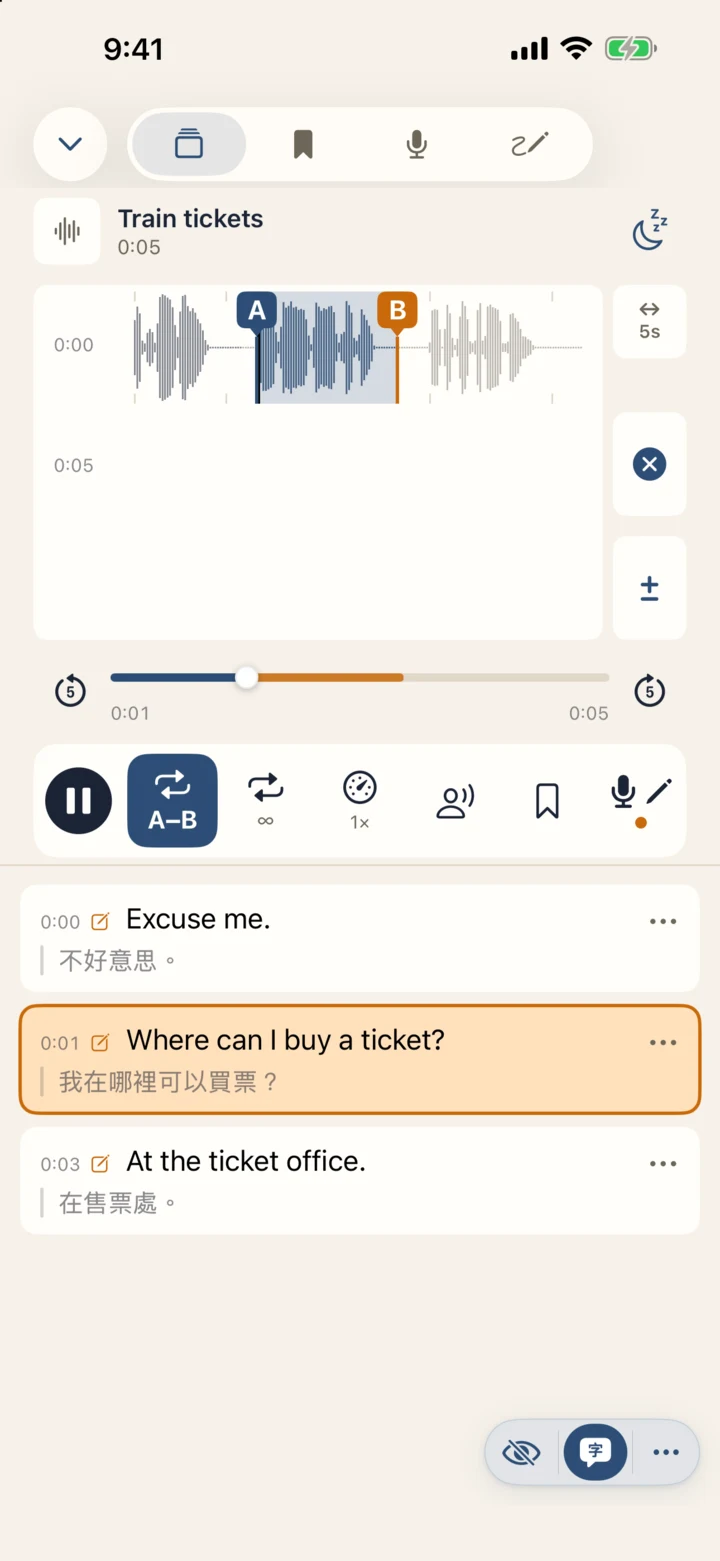 9:41
Train tickets
0:05
zz
zz
A
B
0:00
5s
0:05
5
5
0:01
0:05
A–B
∞
1×
0:00
Excuse me.
不好意思。
0:01
Where can I buy a ticket?
我在哪裡可以買票？
0:03
At the ticket office.
在售票處。
字